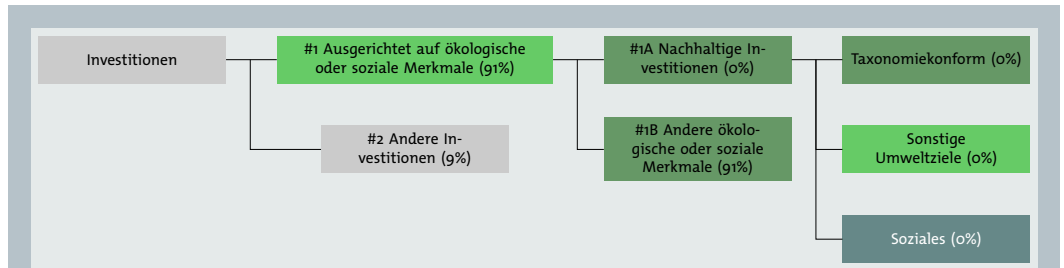 Investitionen
#1 Ausgerichtet auf ökologische
oder soziale Merkmale (91%)
#2 Andere In-
vestitionen (9%)
#1A Nachhaltige In-
vestitionen (0%)
#1B Andere ökolo-
gische oder soziale
Merkmale (91%)
Taxonomiekonform (0%)
Sonstige
Umweltziele (0%)
Soziales (0%)